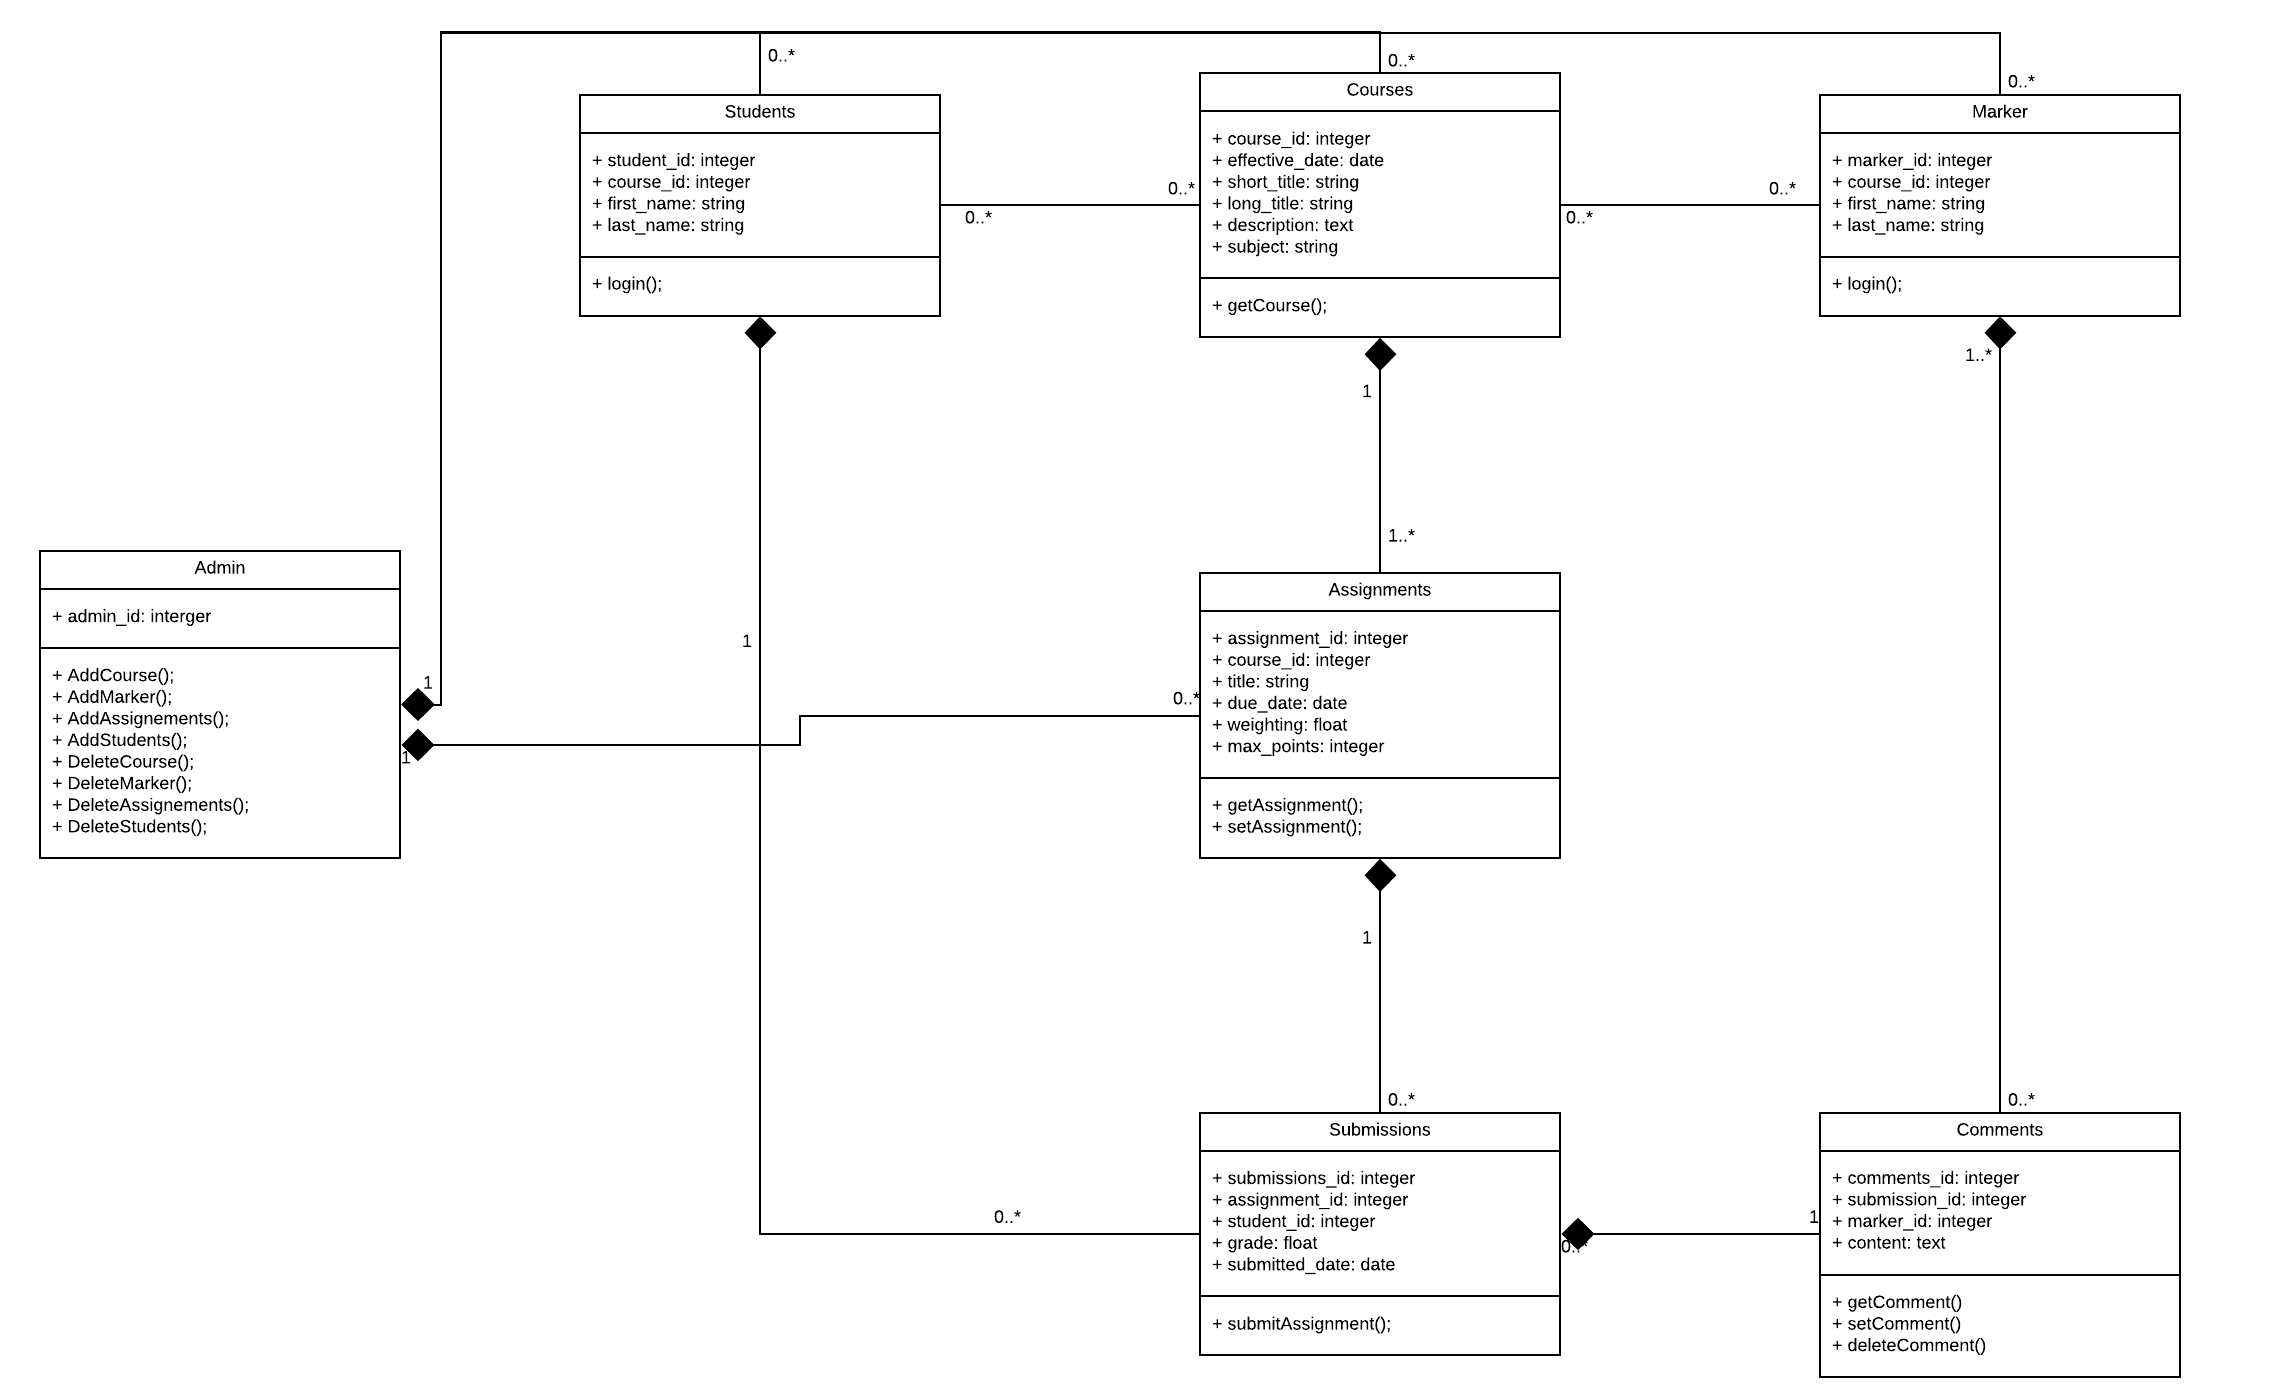 0..*
0..*
0..*
Students
+ student_id: integer
+ course_id: integer
+ first_name: string
+ last_name: string
+ login();
0..*
0..*
Courses
+ course_id: integer
+ effective_date: date
+ short_title: string
+ long_title: string
+ description: text
+ subject: string
+ getCourse();
0..*
0..*
Marker
+ marker_id: integer
+ course_id: integer
+ first_name: string
+ last_name: string
+ login();
1
1..*
1..*
1
Admin
+ admin_id: interger
+ AddCourse();
+ AddMarker();
+ AddAssignements();
+ AddStudents();
+ DeleteCourse();
+ DeleteMarker();
+ DeleteAssignements();
+ DeleteStudents();
1
1
0..*
Assignments
+ assignment_id: integer
+ course_id: integer
+ title: string
+ due_date: date
+ weighting: float
+ max_points: integer
+ getAssignment();
+ setAssignment();
1
0..*
0..*
0..*
Submissions
+ submissions_id: integer
+ assignment_id: integer
+ student_id: integer
+ grade: float
+ submitted_date: date
+ submitAssignment();
0..*
1
Comments
+ comments_id: integer
+ submission_id: integer
+ marker_id: integer
+ content: text
+ getComment()
+ setComment()
+ deleteComment()